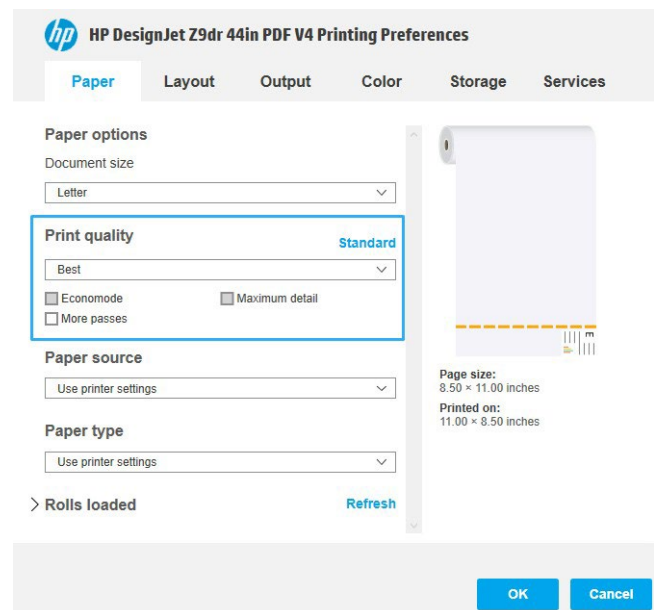 hp HP DesignJet Z9dr 44in PDF V4 Printing Preferences
Paper Layout Output Color Storage Services
Paper options
Document size
Letter
Print quality
Standard
Best
Economode Maximum detail
More passes
Paper source
Use printer settings
Page size:
8.50 × 11.00 inches
Printed on:
11.00 × 8.50 inches
Paper type
Use printer settings
Rolls loaded Refresh
OK Cancel